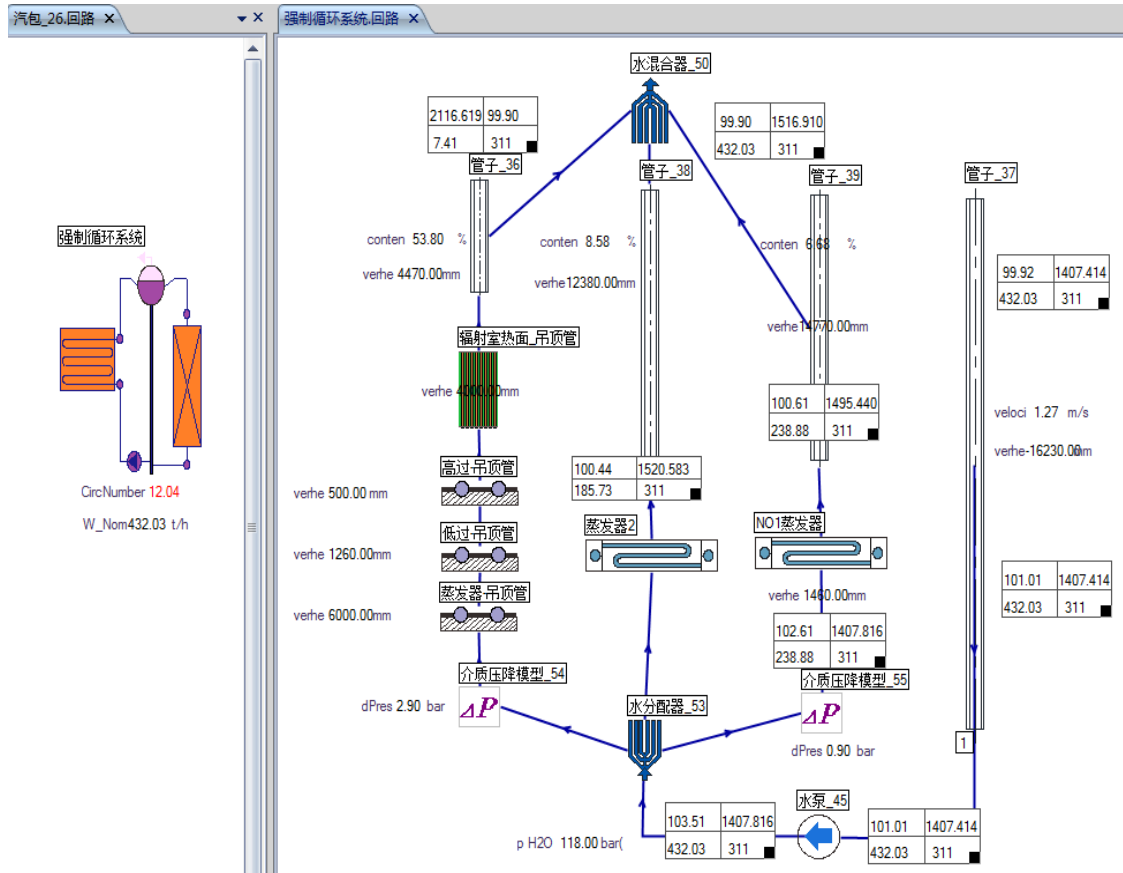 汽包_26.回路
强制循环系统.回路
强制循环系统
CircNumber 12.04
W_Nom432.03 t/h
水混合器_50
2116.619 99.90
7.41 311
99.90 1516.910
432.03 311
管子_36
管子_38
管子_39
管子_37
conten 53.80 %
verhe 4470.00mm
conten 8.58 %
verhe12380.00mm
conten 6.68 %
verhe14770.00mm
99.92 1407.414
432.03 311
辐射室热面_吊顶管
verhe 4000.00mm
100.61 1495.440
238.88 311
veloci 1.27 m/s
verhe-16230.00mm
高过-吊顶管
verhe 500.00 mm
100.44 1520.583
185.73 311
低过-吊顶管
verhe 1260.00mm
蒸发器2
NO1蒸发器
蒸发器-吊顶管
verhe 6000.00mm
verhe 1460.00mm
101.01 1407.414
432.03 311
102.61 1407.816
238.88 311
介质压降模型_54
dPres 2.90 bar
ΔP
水分配器_53
介质压降模型_55
ΔP
dPres 0.90 bar
1
水泵_45
p H2O 118.00 bar(
103.51 1407.816
432.03 311
101.01 1407.414
432.03 311